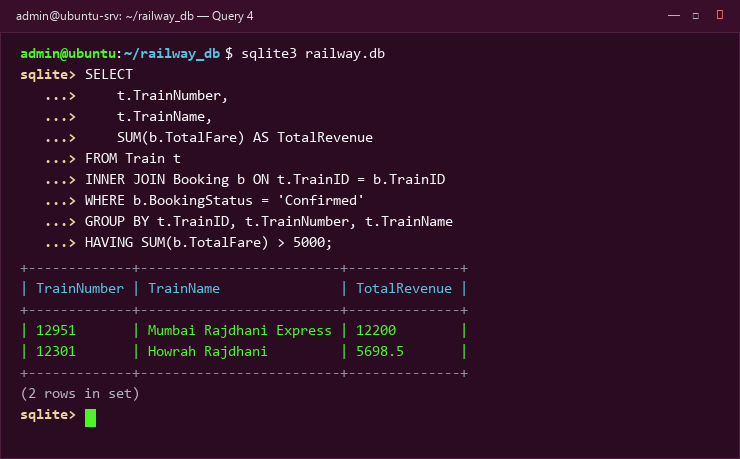 admin@ubuntu-srv: ~/railway_db — Query 4
admin@ubuntu:~/railway_db $ sqlite3 railway.db
sqlite> SELECT
   ...>     t.TrainNumber,
   ...>     t.TrainName,
   ...>     SUM(b.TotalFare) AS TotalRevenue
   ...> FROM Train t
   ...> INNER JOIN Booking b ON t.TrainID = b.TrainID
   ...> WHERE b.BookingStatus = 'Confirmed'
   ...> GROUP BY t.TrainID, t.TrainNumber, t.TrainName
   ...> HAVING SUM(b.TotalFare) > 5000;
+-------------+-------------------------+--------------+
| TrainNumber | TrainName               | TotalRevenue |
+-------------+-------------------------+--------------+
| 12951       | Mumbai Rajdhani Express | 12200        |
| 12301       | Howrah Rajdhani         | 5698.5       |
+-------------+-------------------------+--------------+
(2 rows in set)
sqlite>